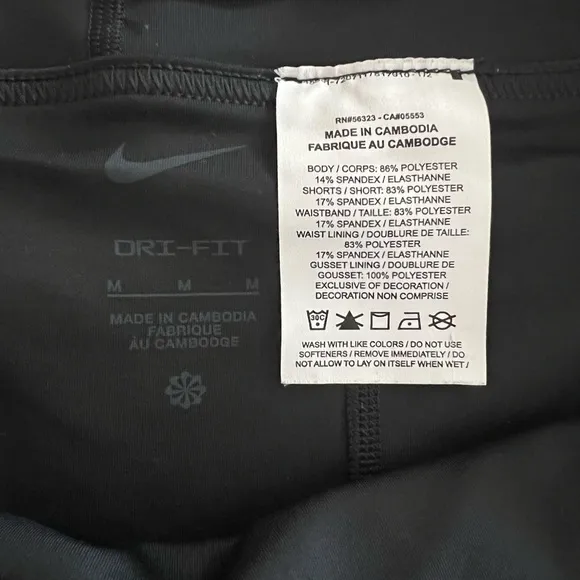 DRI-FIT
M M M
MADE IN CAMBODIA
FABRIQUE
AU CAMBODGE
RN#56323 - CA#05553
MADE IN CAMBODIA
FABRIQUE AU CAMBODGE
BODY / CORPS: 86% POLYESTER
14% SPANDEX / ELASTHANNE
SHORTS / SHORT: 83% POLYESTER
17% SPANDEX / ELASTHANNE
WAISTBAND / TAILLE: 83% POLYESTER
17% SPANDEX / ELASTHANNE
WAIST LINING / DOUBLURE DE TAILLE:
83% POLYESTER
17% SPANDEX / ELASTHANNE
GUSSET LINING / DOUBLURE DE
GOUSSET: 100% POLYESTER
EXCLUSIVE OF DECORATION /
DECORATION NON COMPRISE
30C
WASH WITH LIKE COLORS / DO NOT USE
SOFTENERS / REMOVE IMMEDIATELY / DO
NOT ALLOW TO LAY ON ITSELF WHEN WET /